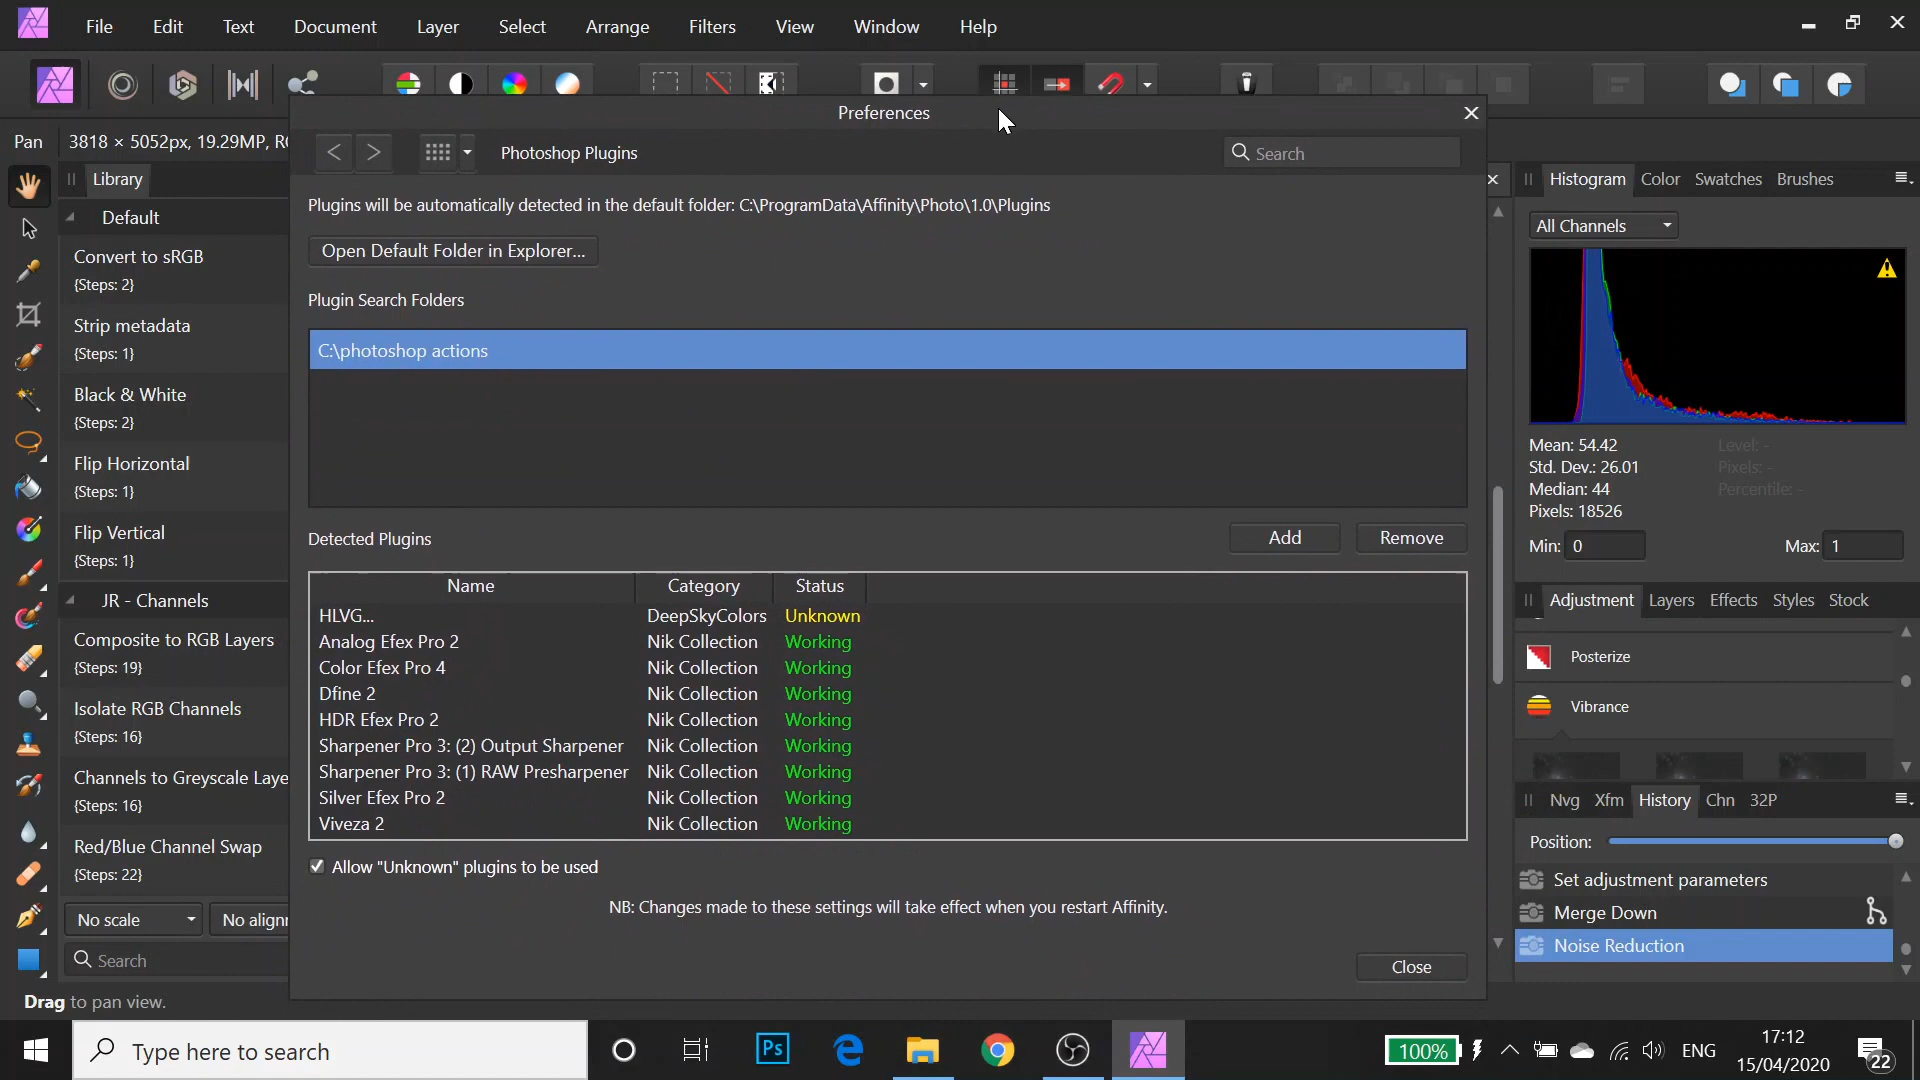 File Edit Text Document Layer Select Arrange Filters View Window Help
Preferences
Pan 3818 × 5052px, 19.29MP,
Photoshop Plugins
Search
Library
Histogram Color Swatches Brushes
Default
Plugins will be automatically detected in the default folder: C:\ProgramData\Affinity\Photo\1.0\Plugins
All Channels
Open Default Folder in Explorer...
Convert to sRGB
{Steps: 2}
Plugin Search Folders
Strip metadata
{Steps: 1}
C:\photoshop actions
Black & White
{Steps: 2}
Mean: 54.42
Std. Dev.: 26.01
Median: 44
Pixels: 18526
Level: -
Pixels: -
Percentile: -
Flip Horizontal
{Steps: 1}
Flip Vertical
{Steps: 1}
Detected Plugins
Add Remove
Min: 0 Max: 1
Name Category Status
HLVG... DeepSkyColors Unknown
Analog Efex Pro 2 Nik Collection Working
Color Efex Pro 4 Nik Collection Working
Dfine 2 Nik Collection Working
HDR Efex Pro 2 Nik Collection Working
Sharpener Pro 3: (2) Output Sharpener Nik Collection Working
Sharpener Pro 3: (1) RAW Presharpener Nik Collection Working
Silver Efex Pro 2 Nik Collection Working
Viveza 2 Nik Collection Working
JR - Channels
Composite to RGB Layers
{Steps: 19}
Isolate RGB Channels
{Steps: 16}
Channels to Greyscale Laye
{Steps: 16}
Red/Blue Channel Swap
{Steps: 22}
Adjustment Layers Effects Styles Stock
Posterize
Vibrance
Nvg Xfm History Chn 32P
Position:
Set adjustment parameters
Merge Down
Noise Reduction
Allow "Unknown" plugins to be used
NB: Changes made to these settings will take effect when you restart Affinity.
No scale No alignr
Search
Close
Drag to pan view.
Type here to search
Ps
100%
ENG
17:12
15/04/2020
22